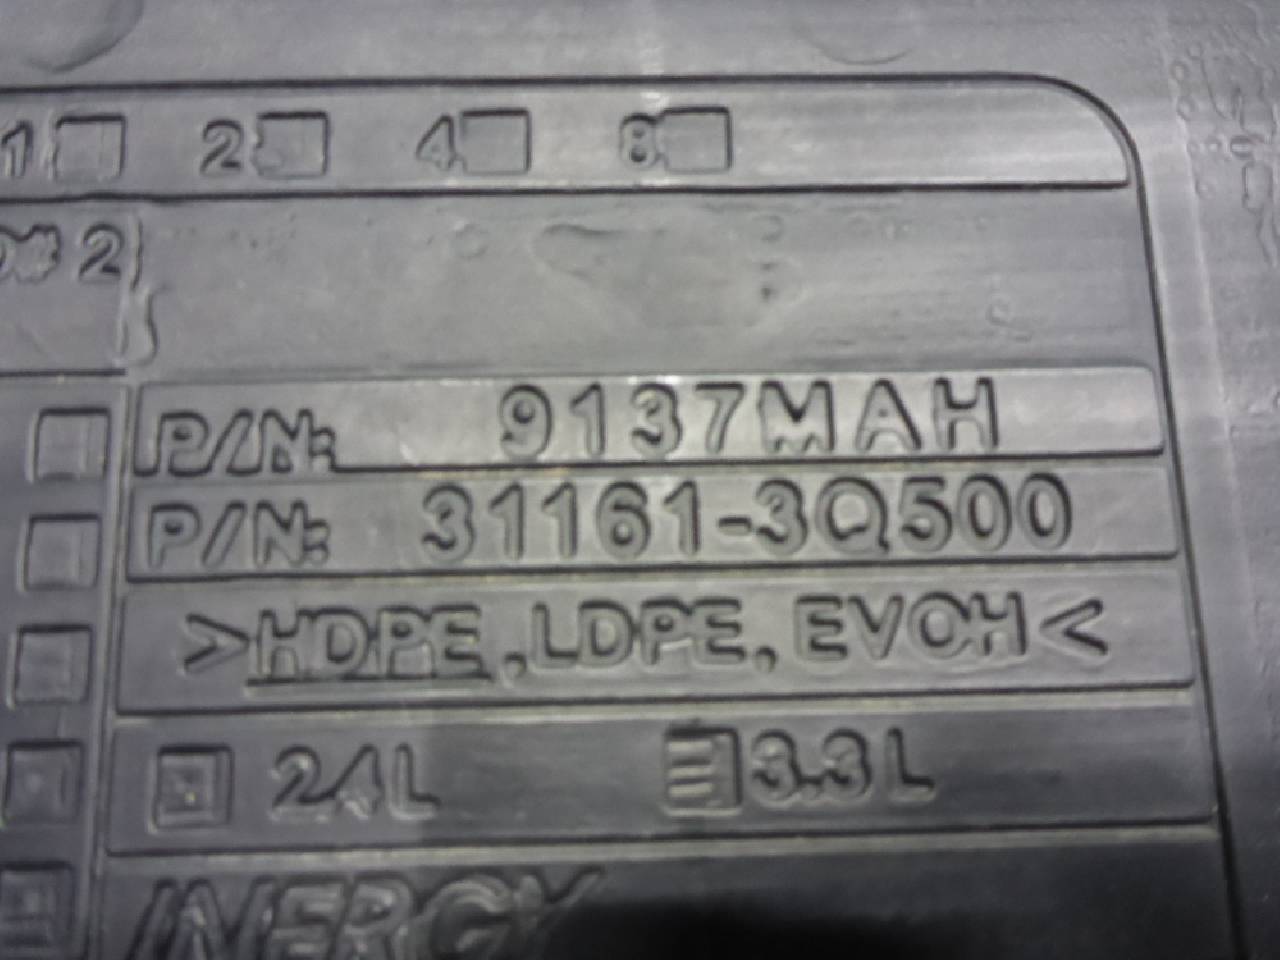 1 2 4 8
# 2
P/N: 9137MAH
P/N: 31161-3Q500
>HDPE,LDPE,EVOH<
2.4L 3.3L
INERGY